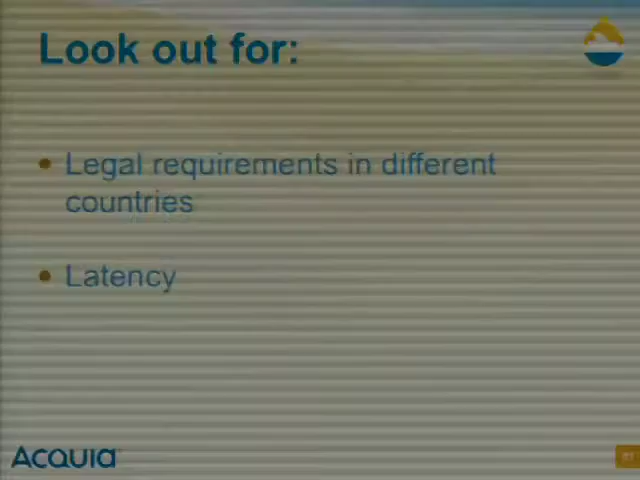 Look out for:
Legal requirements in different
countries
Latency
Acquia